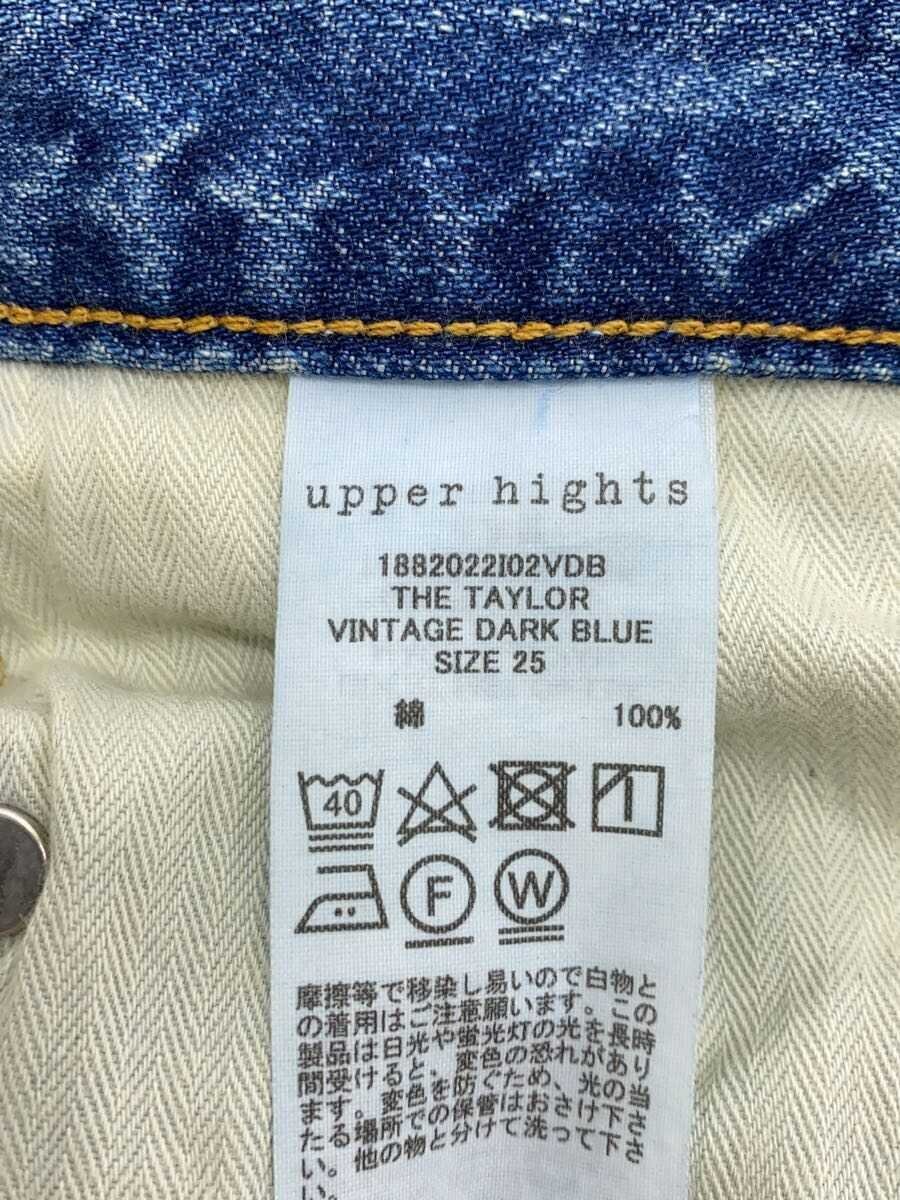 upper hights
1882022I02VDB
THE TAYLOR
VINTAGE DARK BLUE
SIZE 25
綿 100%
40
F W
摩擦等で移染し易いので白物と
の着用はご注意願います。この
製品は日光や蛍光灯の光を長時
間受けると、変色の恐れがあり
ます。変色を防ぐため、光の当
たる場所での保管はおさけ下さ
い。他の物と分けて洗って下さ
い。